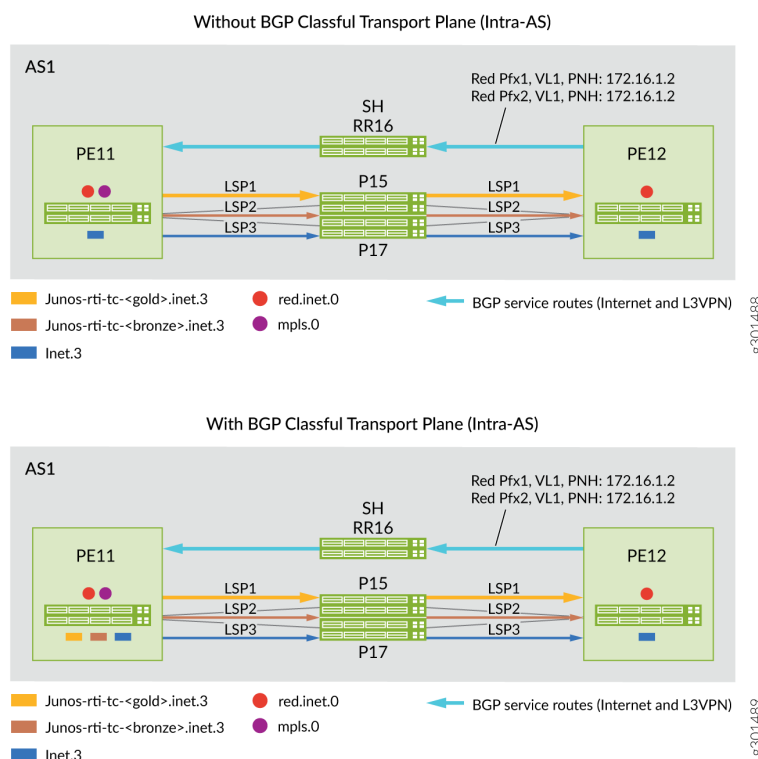 Without BGP Classful Transport Plane (Intra-AS)
AS1
Red Pfx1, VL1, PNH: 172.16.1.2
Red Pfx2, VL1, PNH: 172.16.1.2
SH
RR16
PE11
PE12
P15
LSP1
LSP1
LSP2
LSP2
LSP3
LSP3
P17
Junos-rti-tc-<gold>.inet.3
red.inet.0
BGP service routes (Internet and L3VPN)
Junos-rti-tc-<bronze>.inet.3
mpls.0
Inet.3
g301488
With BGP Classful Transport Plane (Intra-AS)
AS1
Red Pfx1, VL1, PNH: 172.16.1.2
Red Pfx2, VL1, PNH: 172.16.1.2
SH
RR16
PE11
PE12
P15
LSP1
LSP1
LSP2
LSP2
LSP3
LSP3
P17
Junos-rti-tc-<gold>.inet.3
red.inet.0
BGP service routes (Internet and L3VPN)
Junos-rti-tc-<bronze>.inet.3
mpls.0
Inet.3
g301489